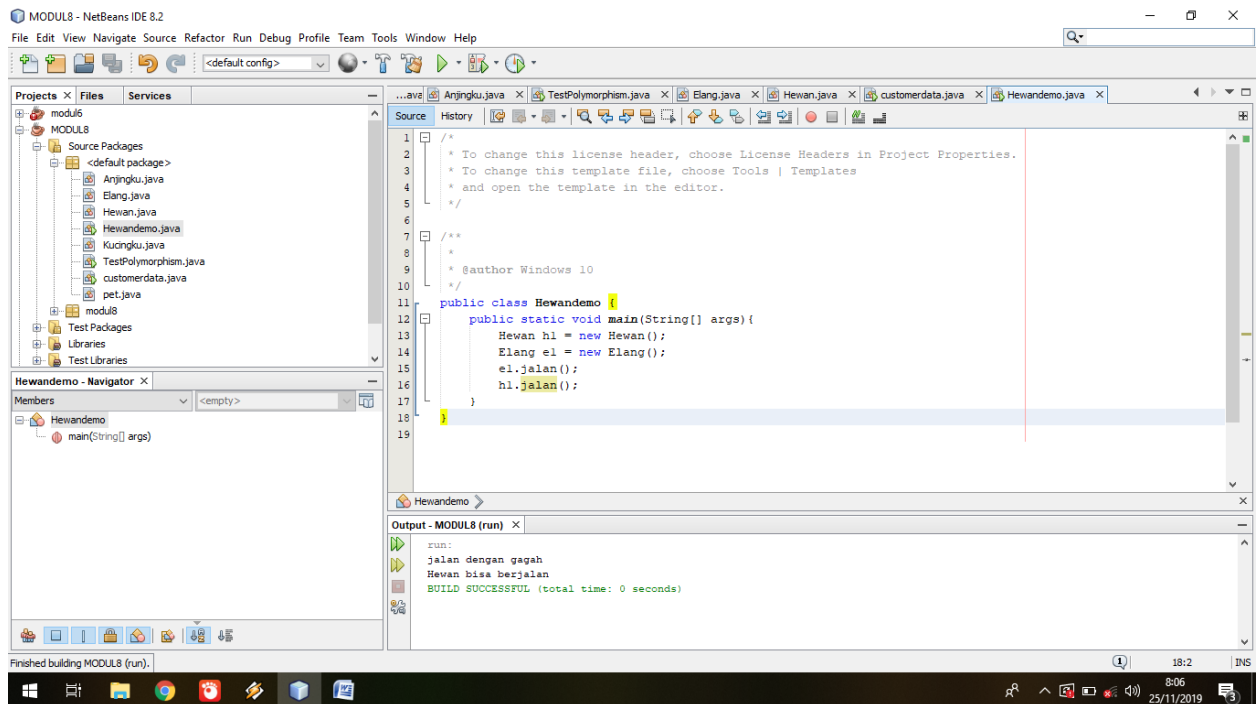 MODUL8 - NetBeans IDE 8.2
File Edit View Navigate Source Refactor Run Debug Profile Team Tools Window Help
<default config>
Projects Files Services
modul6
MODUL8
Source Packages
<default package>
Anjingku.java
Elang.java
Hewan.java
Hewandemo.java
Kucingku.java
TestPolymorphism.java
customerdata.java
pet.java
modul8
Test Packages
Libraries
Test Libraries
Hewandemo - Navigator
Members <empty>
Hewandemo
main(String[] args)
...ava Anjingku.java TestPolymorphism.java Elang.java Hewan.java customerdata.java Hewandemo.java
Source History
1 /*
2 * To change this license header, choose License Headers in Project Properties.
3 * To change this template file, choose Tools | Templates
4 * and open the template in the editor.
5 */
6
7 /**
8 *
9 * @author Windows 10
10 */
11 public class Hewandemo {
12 public static void main(String[] args){
13 Hewan h1 = new Hewan();
14 Elang e1 = new Elang();
15 e1.jalan();
16 h1.jalan();
17 }
18 }
19
Hewandemo
Output - MODUL8 (run)
run:
jalan dengan gagah
Hewan bisa berjalan
BUILD SUCCESSFUL (total time: 0 seconds)
Finished building MODUL8 (run).
1 18:2 INS
8:06
25/11/2019
3